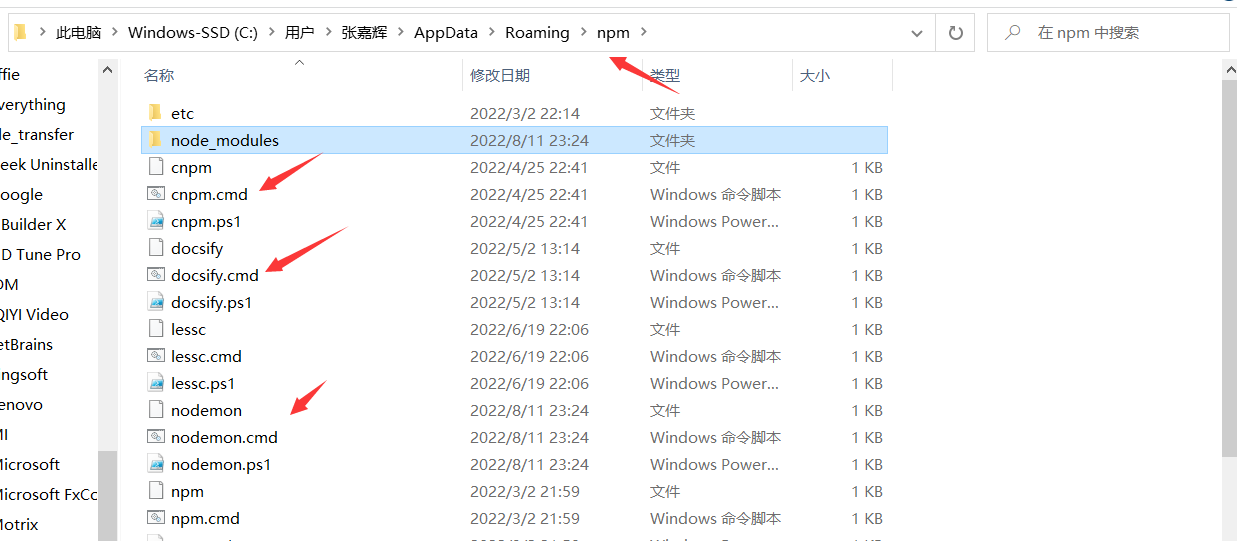 此电脑 > Windows-SSD (C:) > 用户 > 张嘉辉 > AppData > Roaming > npm >
在 npm 中搜索
ffie
verything
le_transfer
eek Uninstalle
oogle
Builder X
D Tune Pro
OM
QIYI Video
etBrains
ingsoft
enovo
MI
Microsoft
Microsoft FxCo
Motrix
名称 修改日期 类型 大小
etc 2022/3/2 22:14 文件夹
node_modules 2022/8/11 23:24 文件夹
cnpm 2022/4/25 22:41 文件 1 KB
cnpm.cmd 2022/4/25 22:41 Windows 命令脚本 1 KB
cnpm.ps1 2022/4/25 22:41 Windows Power... 1 KB
docsify 2022/5/2 13:14 文件 1 KB
docsify.cmd 2022/5/2 13:14 Windows 命令脚本 1 KB
docsify.ps1 2022/5/2 13:14 Windows Power... 1 KB
lessc 2022/6/19 22:06 文件 1 KB
lessc.cmd 2022/6/19 22:06 Windows 命令脚本 1 KB
lessc.ps1 2022/6/19 22:06 Windows Power... 1 KB
nodemon 2022/8/11 23:24 文件 1 KB
nodemon.cmd 2022/8/11 23:24 Windows 命令脚本 1 KB
nodemon.ps1 2022/8/11 23:24 Windows Power... 1 KB
npm 2022/3/2 21:59 文件 1 KB
npm.cmd 2022/3/2 21:59 Windows 命令脚本 1 KB